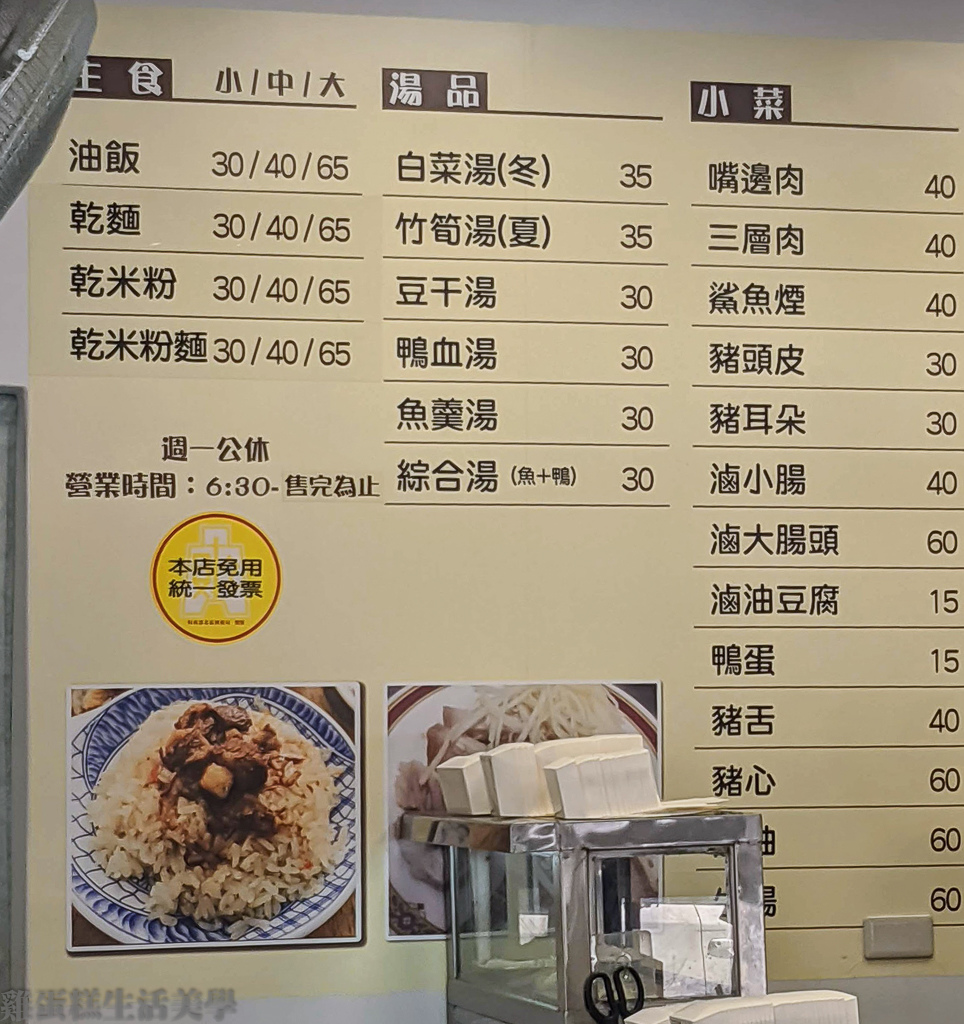 主食 小/中/大
油飯 30/40/65
乾麵 30/40/65
乾米粉 30/40/65
乾米粉麵 30/40/65
週一公休
營業時間：6:30-售完為止
本店免用
統一發票
湯品
白菜湯(冬) 35
竹筍湯(夏) 35
豆干湯 30
鴨血湯 30
魚羹湯 30
綜合湯(魚+鴨) 30
小菜
嘴邊肉 40
三層肉 40
鯊魚煙 40
豬頭皮 30
豬耳朵 30
滷小腸 40
滷大腸頭 60
滷油豆腐 15
鴨蛋 15
豬舌 40
豬心 60
油 60
腸 60
雞蛋糕生活美學